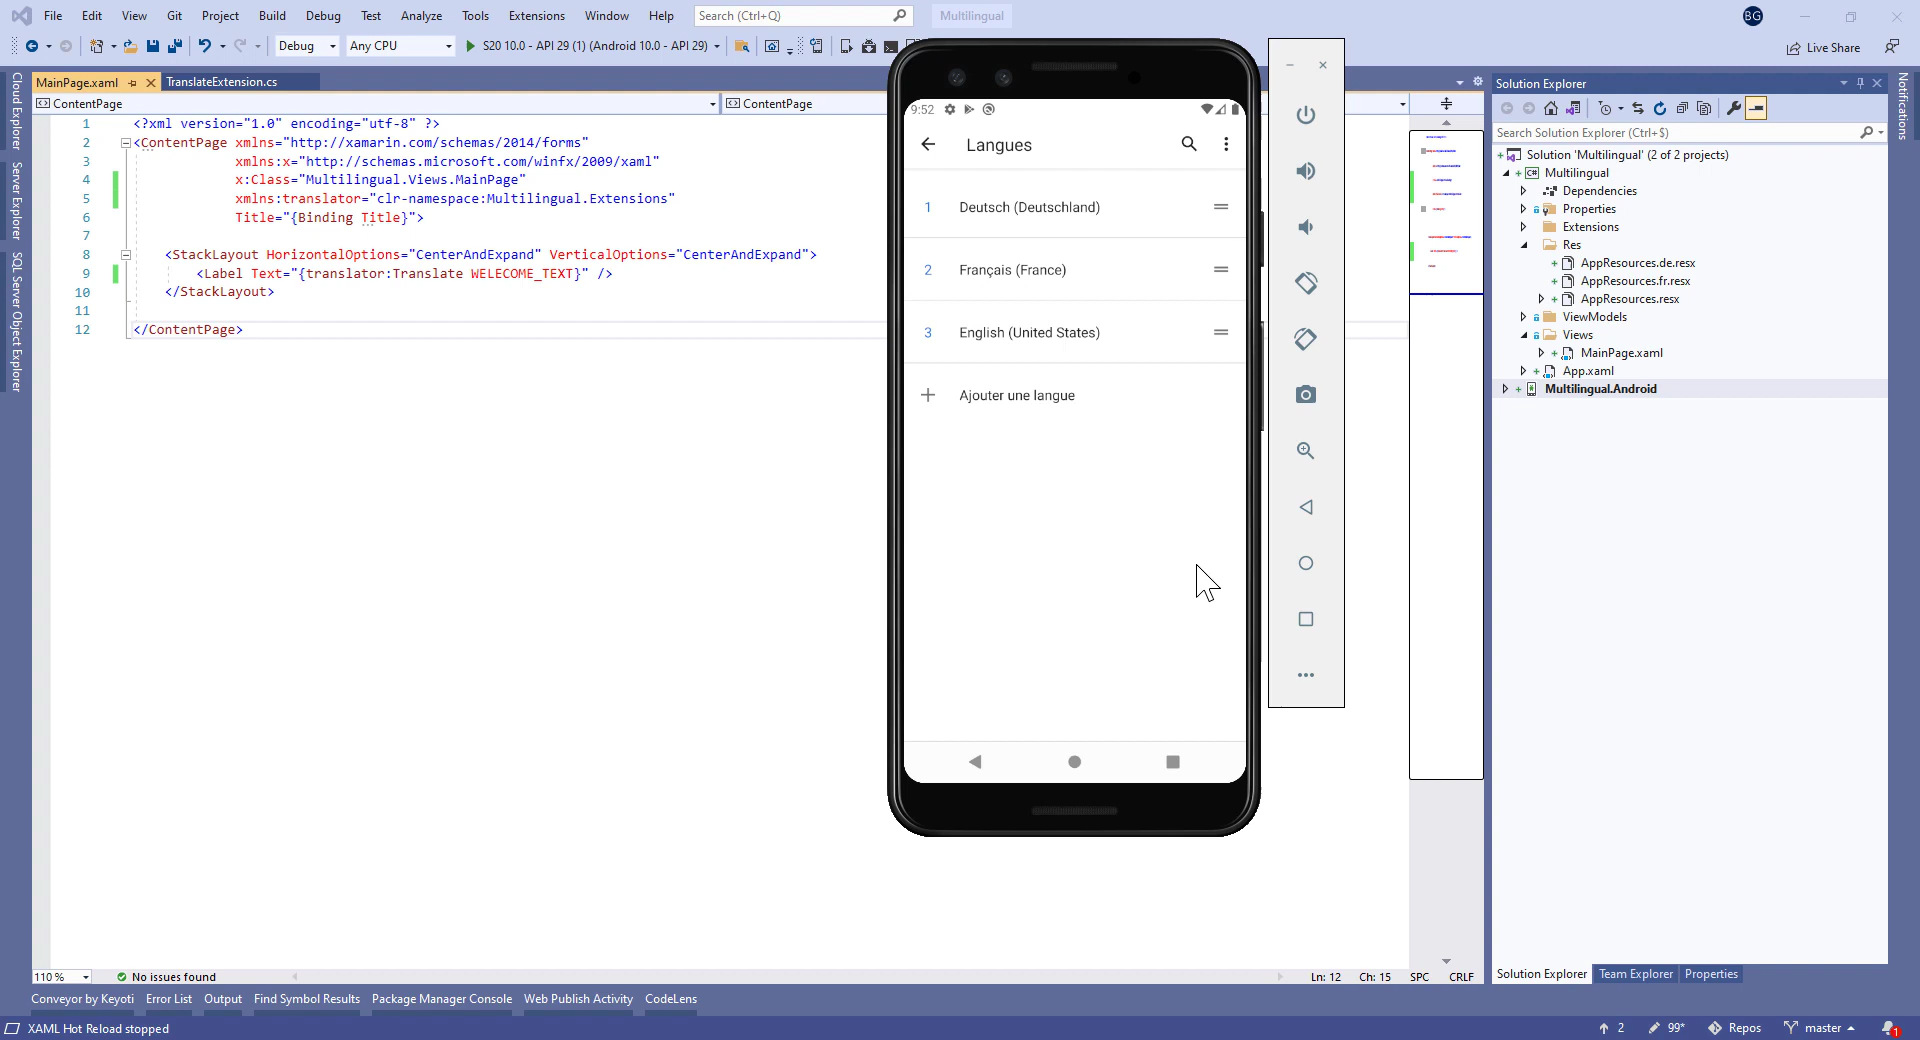 File Edit View Git Project Build Debug Test Analyze Tools Extensions Window Help Search (Ctrl+Q) Multilingual BG
Debug Any CPU S20 10.0 - API 29 (1) (Android 10.0 - API 29) Live Share
Cloud Explorer
Server Explorer
SQL Server Object Explorer
MainPage.xaml TranslateExtension.cs
ContentPage ContentPage
1 <?xml version="1.0" encoding="utf-8" ?>
2 <ContentPage xmlns="http://xamarin.com/schemas/2014/forms"
3 xmlns:x="http://schemas.microsoft.com/winfx/2009/xaml"
4 x:Class="Multilingual.Views.MainPage"
5 xmlns:translator="clr-namespace:Multilingual.Extensions"
6 Title="{Binding Title}">
7
8 <StackLayout HorizontalOptions="CenterAndExpand" VerticalOptions="CenterAndExpand">
9 <Label Text="{translator:Translate WELECOME_TEXT}" />
10 </StackLayout>
11
12 </ContentPage>
9:52
Langues
1 Deutsch (Deutschland)
2 Français (France)
3 English (United States)
+ Ajouter une langue
Solution Explorer
Search Solution Explorer (Ctrl+$)
Solution 'Multilingual' (2 of 2 projects)
Multilingual
Dependencies
Properties
Extensions
Res
AppResources.de.resx
AppResources.fr.resx
AppResources.resx
ViewModels
Views
MainPage.xaml
App.xaml
Multilingual.Android
Notifications
110 % No issues found Ln: 12 Ch: 15 SPC CRLF
Solution Explorer Team Explorer Properties
Conveyor by Keyoti Error List Output Find Symbol Results Package Manager Console Web Publish Activity CodeLens
XAML Hot Reload stopped 2 99* Repos master 1